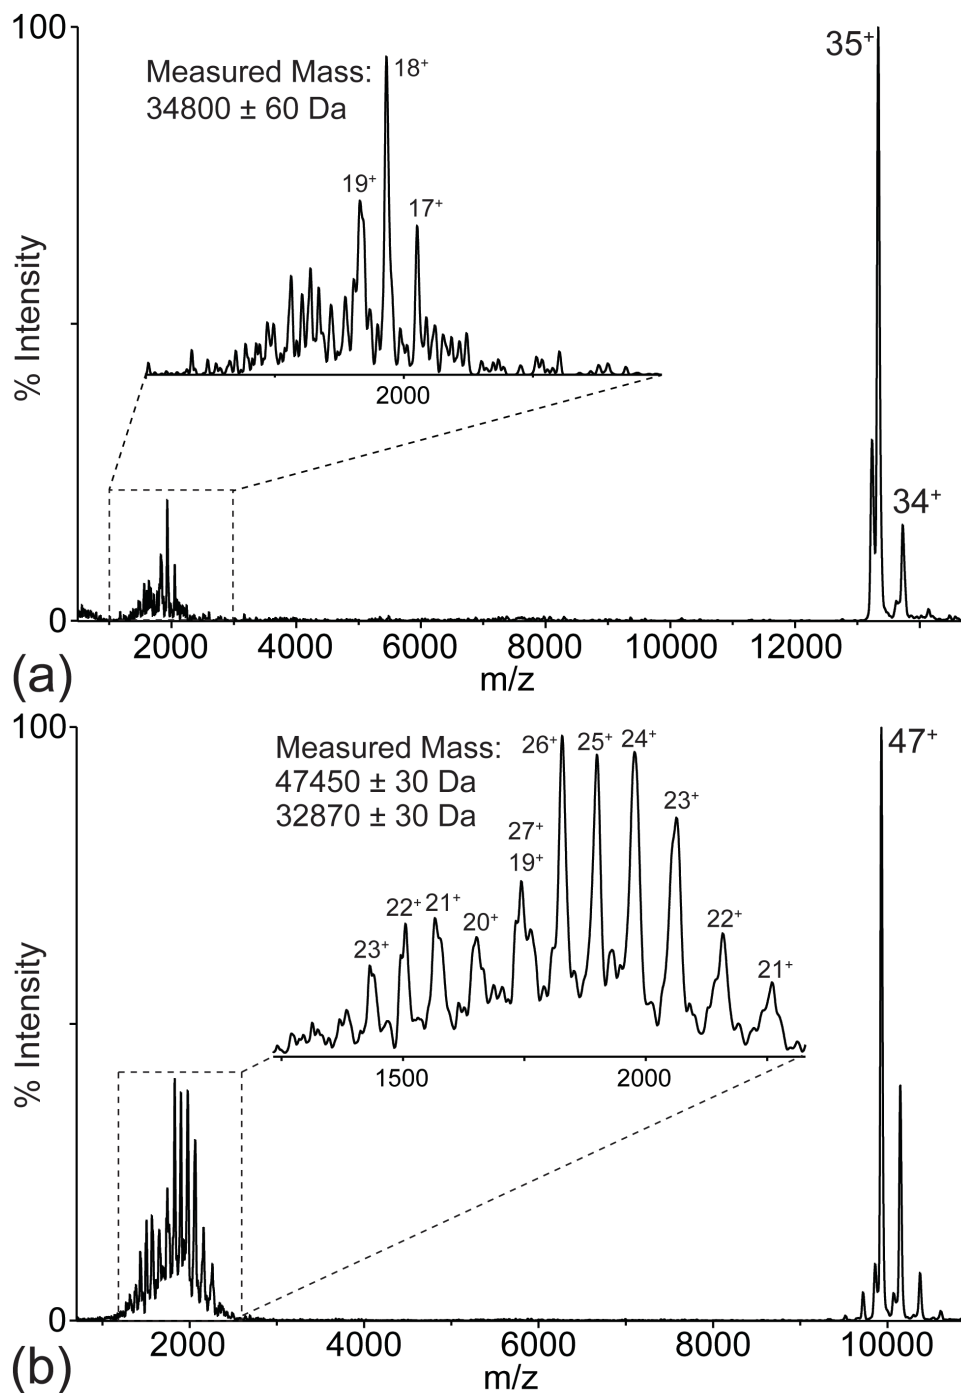 100
% Intensity
0
Measured Mass:
34800 ± 60 Da
19⁺
18⁺
17⁺
2000
35⁺
34⁺
2000 4000 6000 8000 10000 12000
m/z
(a)
100
% Intensity
0
Measured Mass:
47450 ± 30 Da
32870 ± 30 Da
23⁺
22⁺
21⁺
20⁺
27⁺
19⁺
26⁺
25⁺
24⁺
23⁺
22⁺
21⁺
1500 2000
47⁺
2000 4000 6000 8000 10000
m/z
(b)